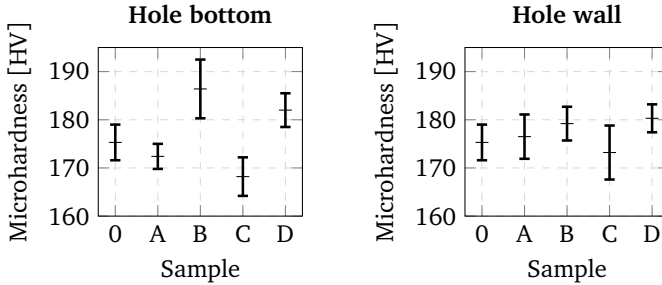 Hole bottom
Microhardness [HV]
190
180
170
160
0 A B C D
Sample
Hole wall
Microhardness [HV]
190
180
170
160
0 A B C D
Sample